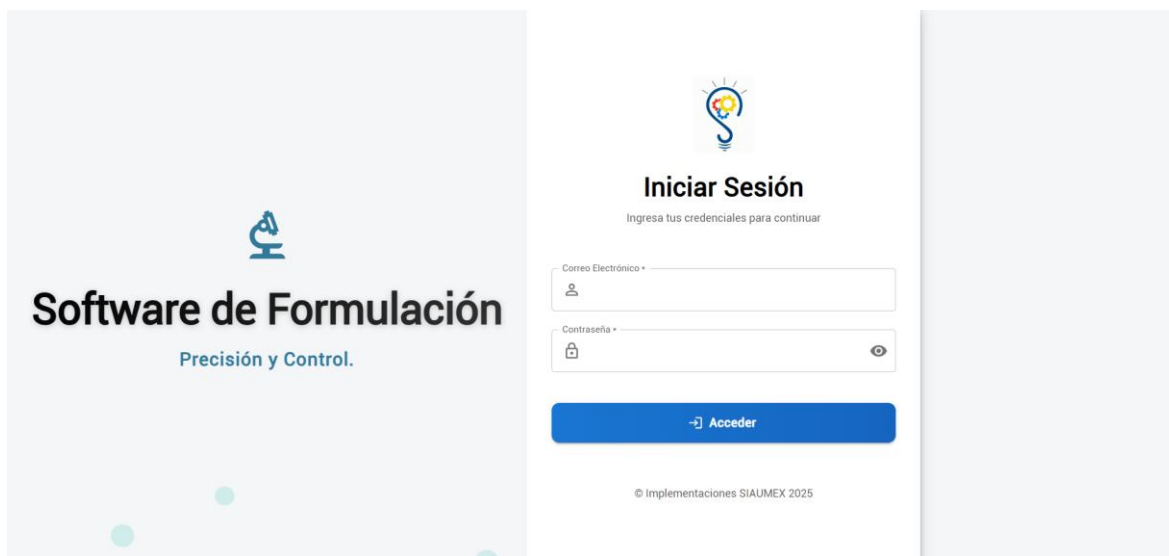 Software de Formulación
Precisión y Control.
Iniciar Sesión
Ingresa tus credenciales para continuar
Correo Electrónico *
Contraseña *
Acceder
© Implementaciones SIAUMEX 2025